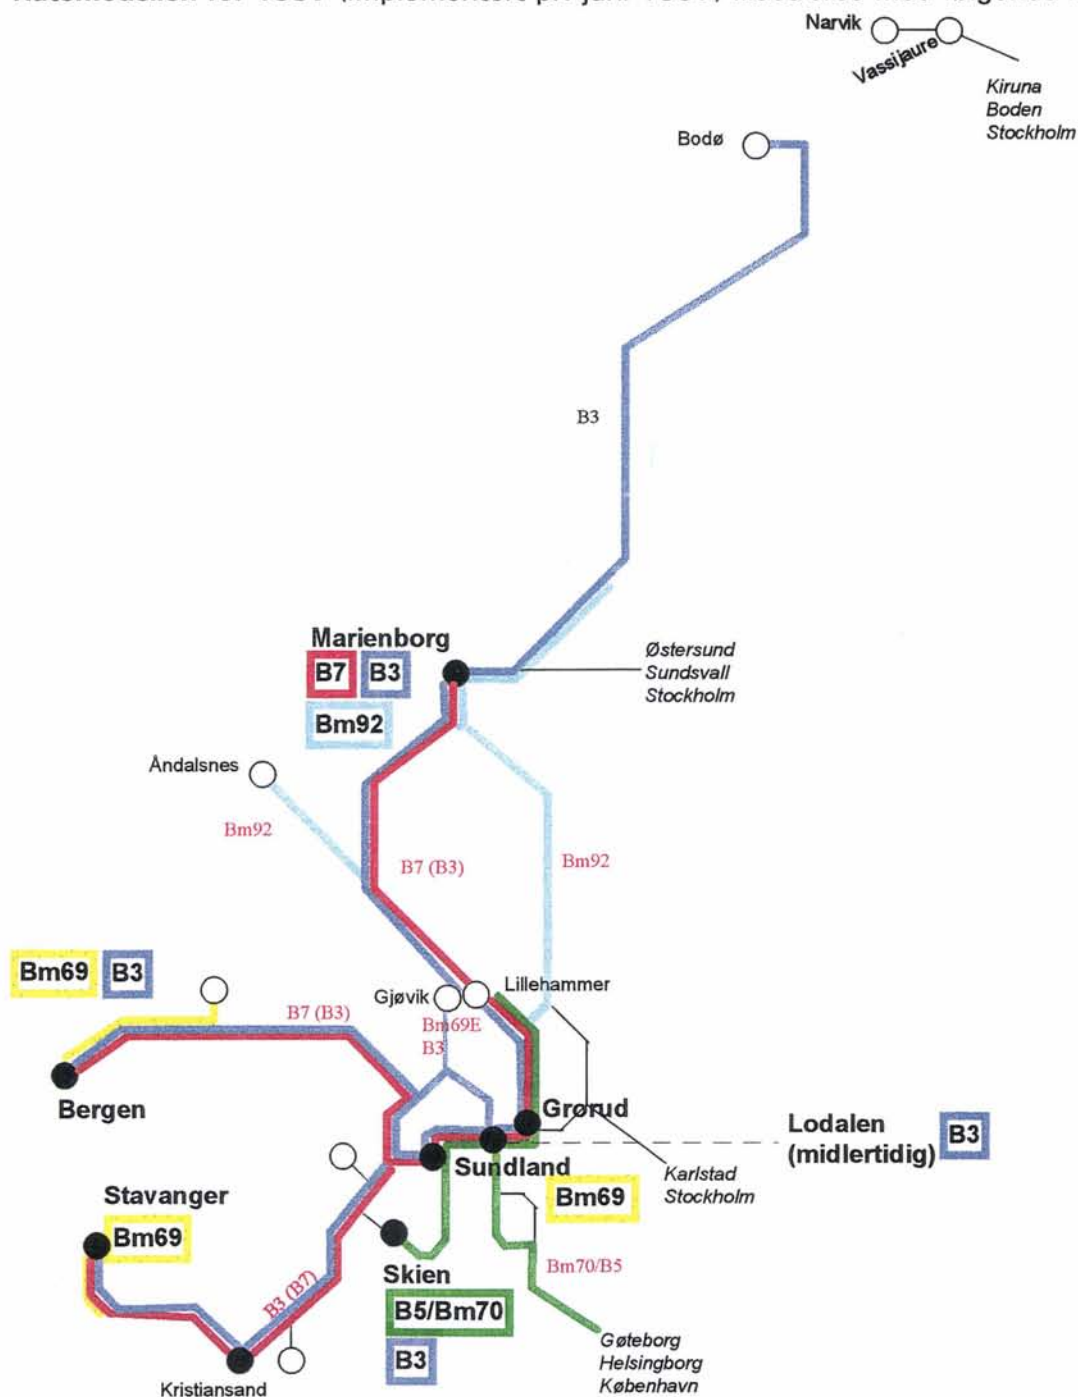 Narvik
Vassijaure
Kiruna
Boden
Stockholm
Bodø
B3
Marienborg
B7 B3
Bm92
Østersund
Sundsvall
Stockholm
Åndalsnes
Bm92
B7 (B3)
Bm92
Bm69 B3
Lillehammer
Gjøvik
B7 (B3)
Bm69E
B3
Bergen
Grorud
Lodalen
(midlertidig) B3
Sundland
Karlstad
Stockholm
Bm69
Stavanger
Bm69
Skien
B5/Bm70
B3
Bm70/B5
B3 (B7)
Gøteborg
Helsingborg
København
Kristiansand